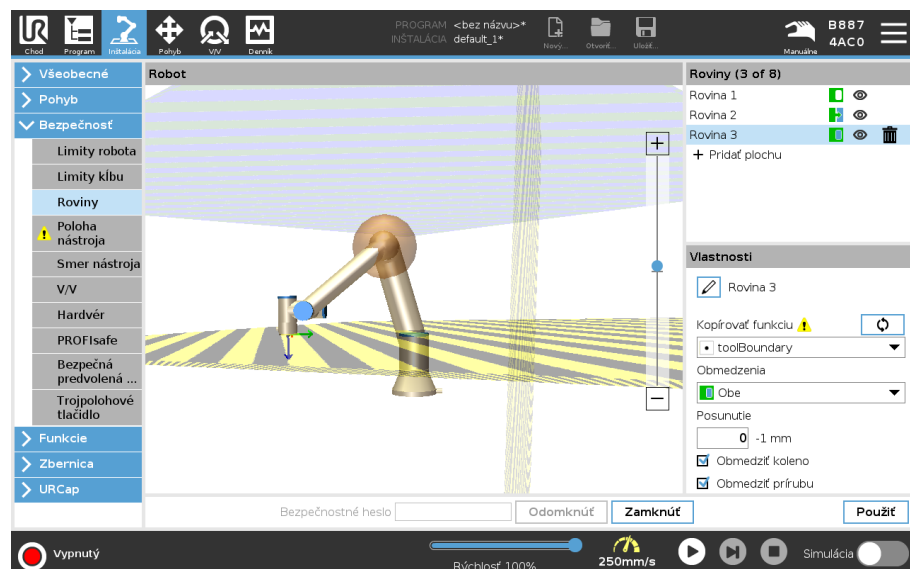 PROGRAM <bez názvu>*
INŠTALÁCIA default_1*
Chod
Program
Inštalácia
Pohyb
V/V
Denník
Nový...
Otvoriť...
Uložiť...
Manuálne
B887
4AC0
Všeobecné
Pohyb
Bezpečnosť
Limity robota
Limity kĺbu
Roviny
Poloha
nástroja
Smer nástroja
V/V
Hardvér
PROFIsafe
Bezpečná
predvolená ...
Trojpolohové
tlačidlo
Funkcie
Zbernica
URCap
Robot
Roviny (3 of 8)
Rovina 1
Rovina 2
Rovina 3
+ Pridať plochu
Vlastnosti
Rovina 3
Kopírovať funkciu
toolBoundary
Obmedzenia
Obe
Posunutie
0 -1 mm
Obmedziť koleno
Obmedziť prírubu
Bezpečnostné heslo
Odomknúť
Zamknúť
Použiť
Vypnutý
Rýchlosť 100%
250mm/s
Simulácia